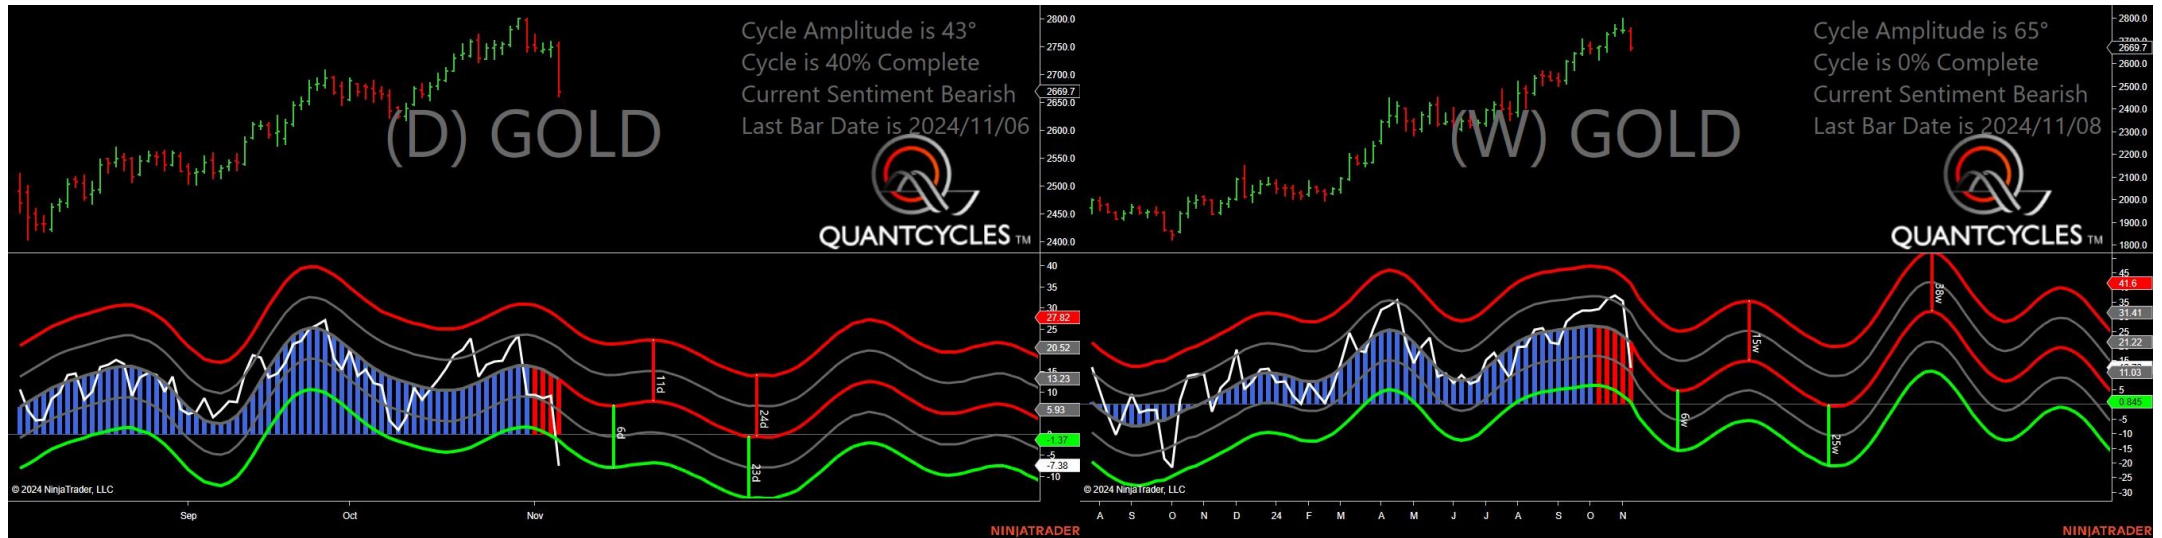 Cycle Amplitude is 43°
Cycle is 40% Complete
Current Sentiment Bearish
Last Bar Date is 2024/11/06
(D) GOLD
QUANTCYCLES TM
2800.0
2750.0
2700.0
2669.7
2650.0
2600.0
2550.0
2500.0
2450.0
2400.0
40
35
27.82
25
20.52
15
13.23
10
5.93
0
-1.37
-5
-7.38
-10
6d
11d
23d
24d
© 2024 NinjaTrader, LLC
Sep
Oct
Nov
NINJATRADER
Cycle Amplitude is 65°
Cycle is 0% Complete
Current Sentiment Bearish
Last Bar Date is 2024/11/08
(W) GOLD
QUANTCYCLES TM
2800.0
2700.0
2669.7
2600.0
2500.0
2400.0
2300.0
2200.0
2100.0
2000.0
1900.0
1800.0
45
41.6
35
31.41
25
21.22
11.03
5
0.845
-5
-10
-15
-20
-25
-30
6w
15w
25w
38w
© 2024 NinjaTrader, LLC
A S O N D 24 F M A M J J A S O N
NINJATRADER